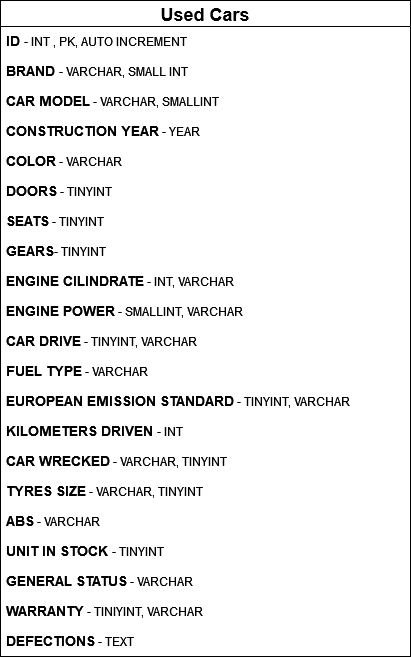 Used Cars
ID - INT , PK, AUTO INCREMENT
BRAND - VARCHAR, SMALL INT
CAR MODEL - VARCHAR, SMALLINT
CONSTRUCTION YEAR - YEAR
COLOR - VARCHAR
DOORS - TINYINT
SEATS - TINYINT
GEARS- TINYINT
ENGINE CILINDRATE - INT, VARCHAR
ENGINE POWER - SMALLINT, VARCHAR
CAR DRIVE - TINYINT, VARCHAR
FUEL TYPE - VARCHAR
EUROPEAN EMISSION STANDARD - TINYINT, VARCHAR
KILOMETERS DRIVEN - INT
CAR WRECKED - VARCHAR, TINYINT
TYRES SIZE - VARCHAR, TINYINT
ABS - VARCHAR
UNIT IN STOCK - TINYINT
GENERAL STATUS - VARCHAR
WARRANTY - TINIYINT, VARCHAR
DEFECTIONS - TEXT